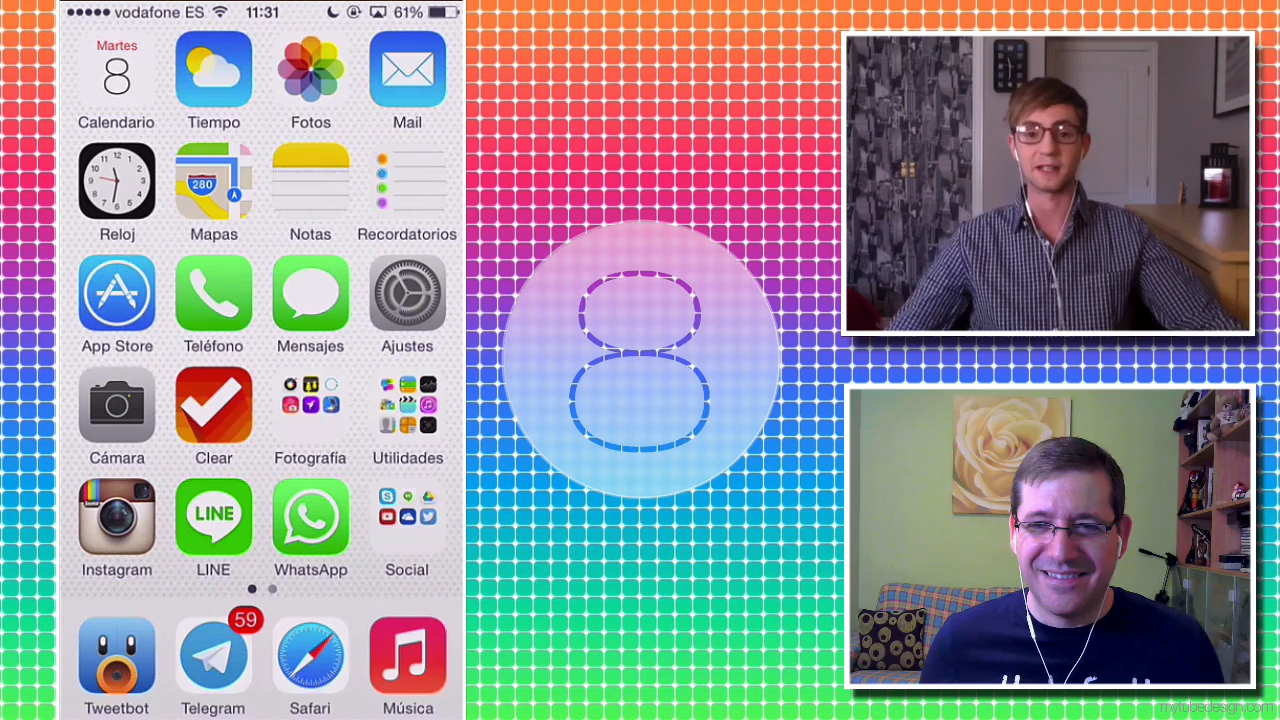 vodafone ES 11:31 61%
Martes
8
Calendario Tiempo Fotos Mail
280
Reloj Mapas Notas Recordatorios
App Store Teléfono Mensajes Ajustes
Cámara Clear Fotografía Utilidades
LINE
Instagram LINE WhatsApp Social
59
Tweetbot Telegram Safari Música
8
mytubedesign.com